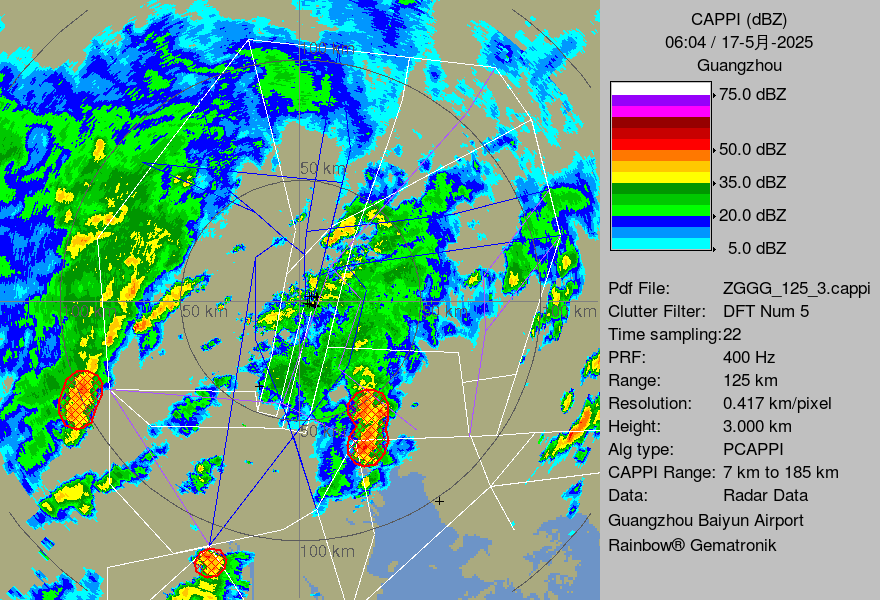 CAPPI (dBZ)
06:04 / 17-5月-2025
Guangzhou
75.0 dBZ
50.0 dBZ
35.0 dBZ
20.0 dBZ
5.0 dBZ
Pdf File: ZGGG_125_3.cappi
Clutter Filter: DFT Num 5
Time sampling:22
PRF: 400 Hz
Range: 125 km
Resolution: 0.417 km/pixel
Height: 3.000 km
Alg type: PCAPPI
CAPPI Range: 7 km to 185 km
Data: Radar Data
Guangzhou Baiyun Airport
Rainbow® Gematronik
100 km
50 km
100 km
50 km
50 km
100 km
50 km
100 km